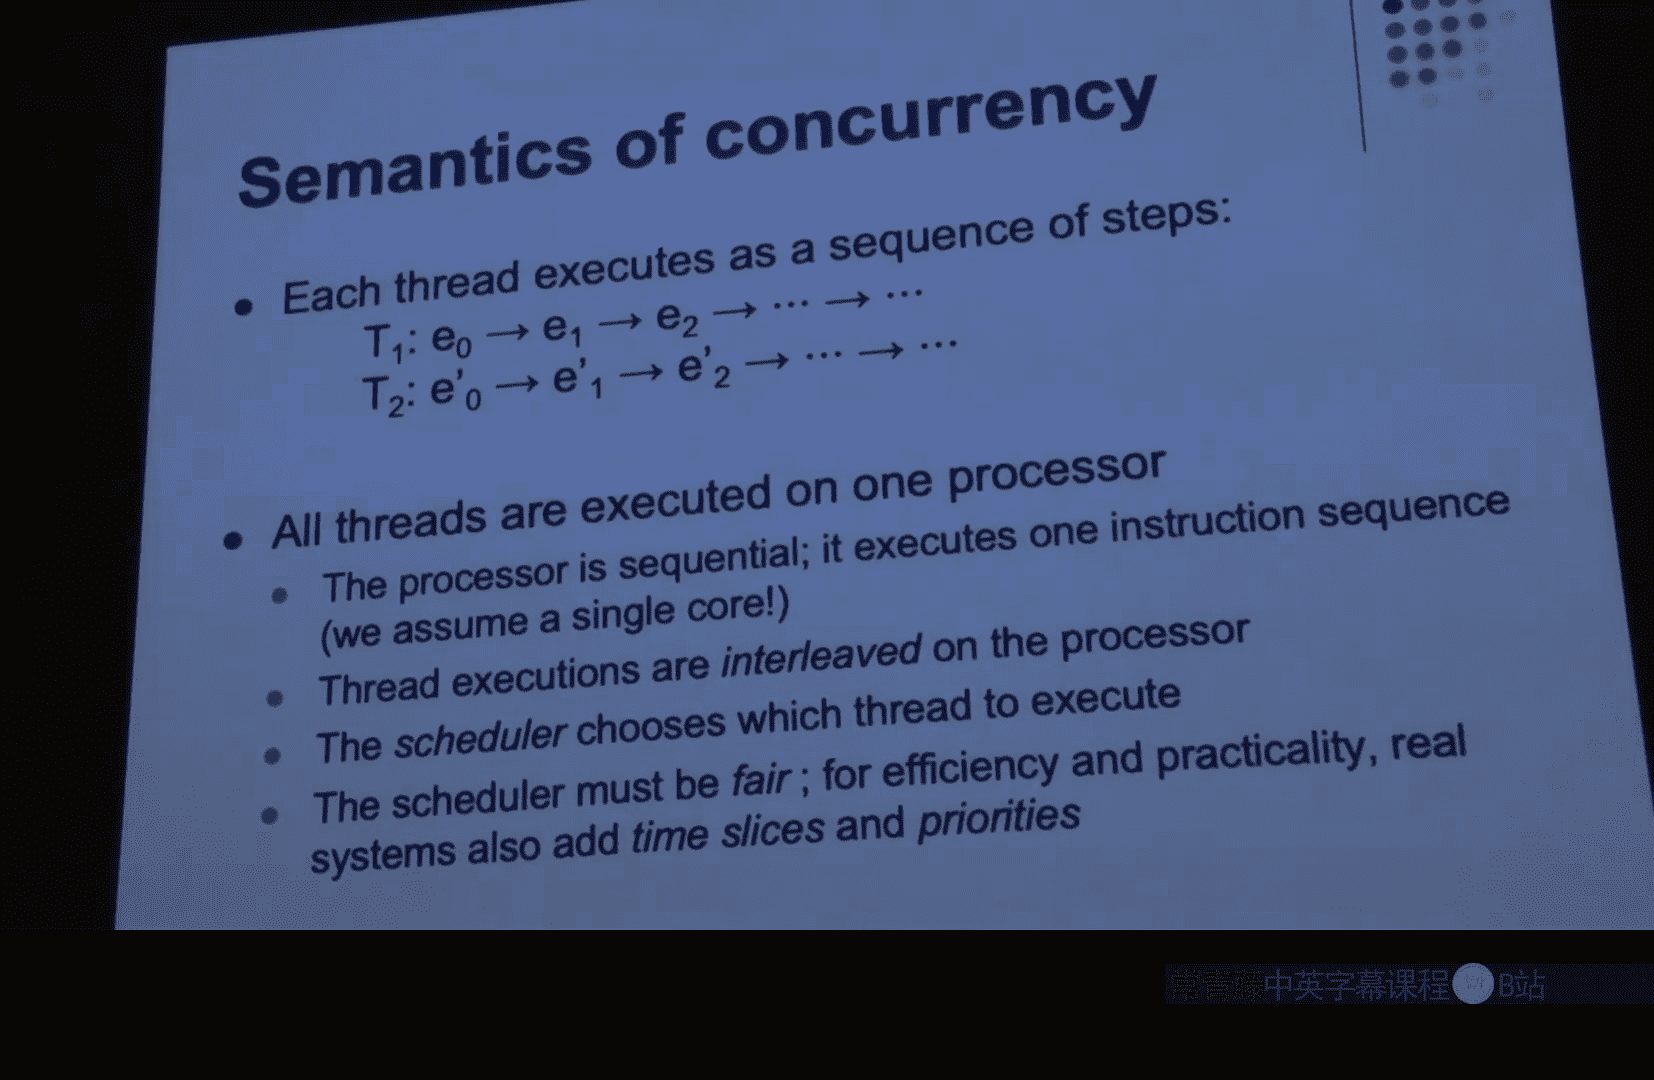 Semantics of concurrency
• Each thread executes as a sequence of steps:
T₁: e₀ → e₁ → e₂ → ··· → ···
T₂: e'₀ → e'₁ → e'₂ → ··· → ···
• All threads are executed on one processor
• The processor is sequential; it executes one instruction sequence
(we assume a single core!)
• Thread executions are interleaved on the processor
• The scheduler chooses which thread to execute
• The scheduler must be fair ; for efficiency and practicality, real
systems also add time slices and priorities
常青藤中英字幕课程 B站